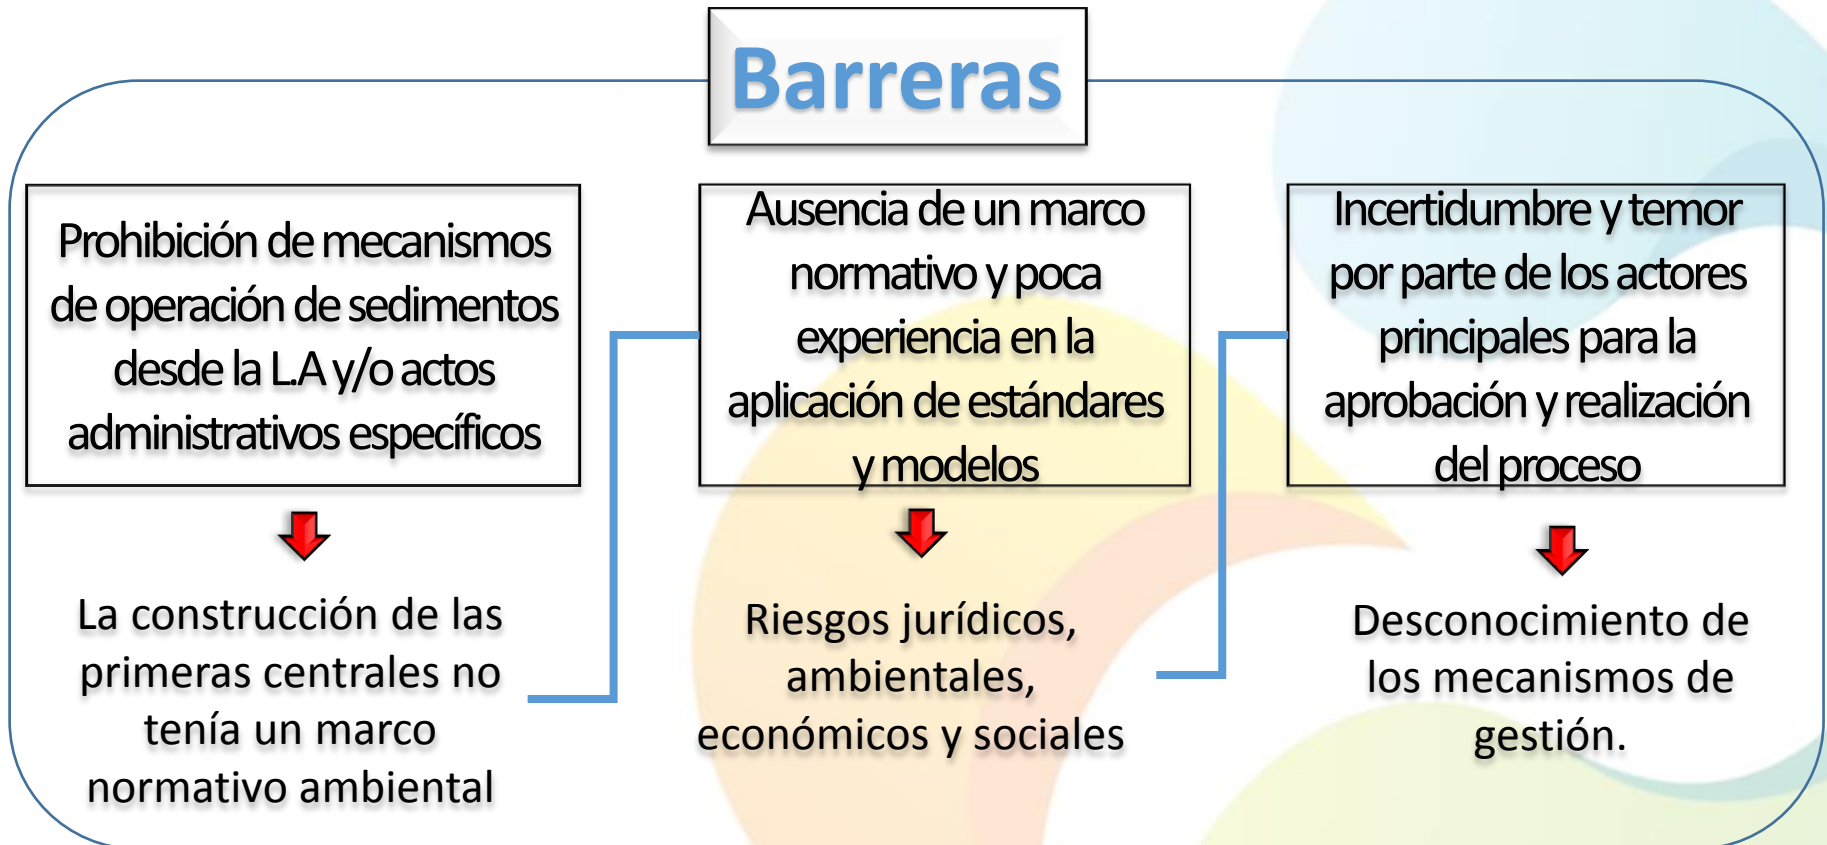 Barreras
Prohibición de mecanismos
de operación de sedimentos
desde la L.A y/o actos
administrativos específicos
La construcción de las
primeras centrales no
tenía un marco
normativo ambiental
Ausencia de un marco
normativo y poca
experiencia en la
aplicación de estándares
y modelos
Riesgos jurídicos,
ambientales,
económicos y sociales
Incertidumbre y temor
por parte de los actores
principales para la
aprobación y realización
del proceso
Desconocimiento de
los mecanismos de
gestión.